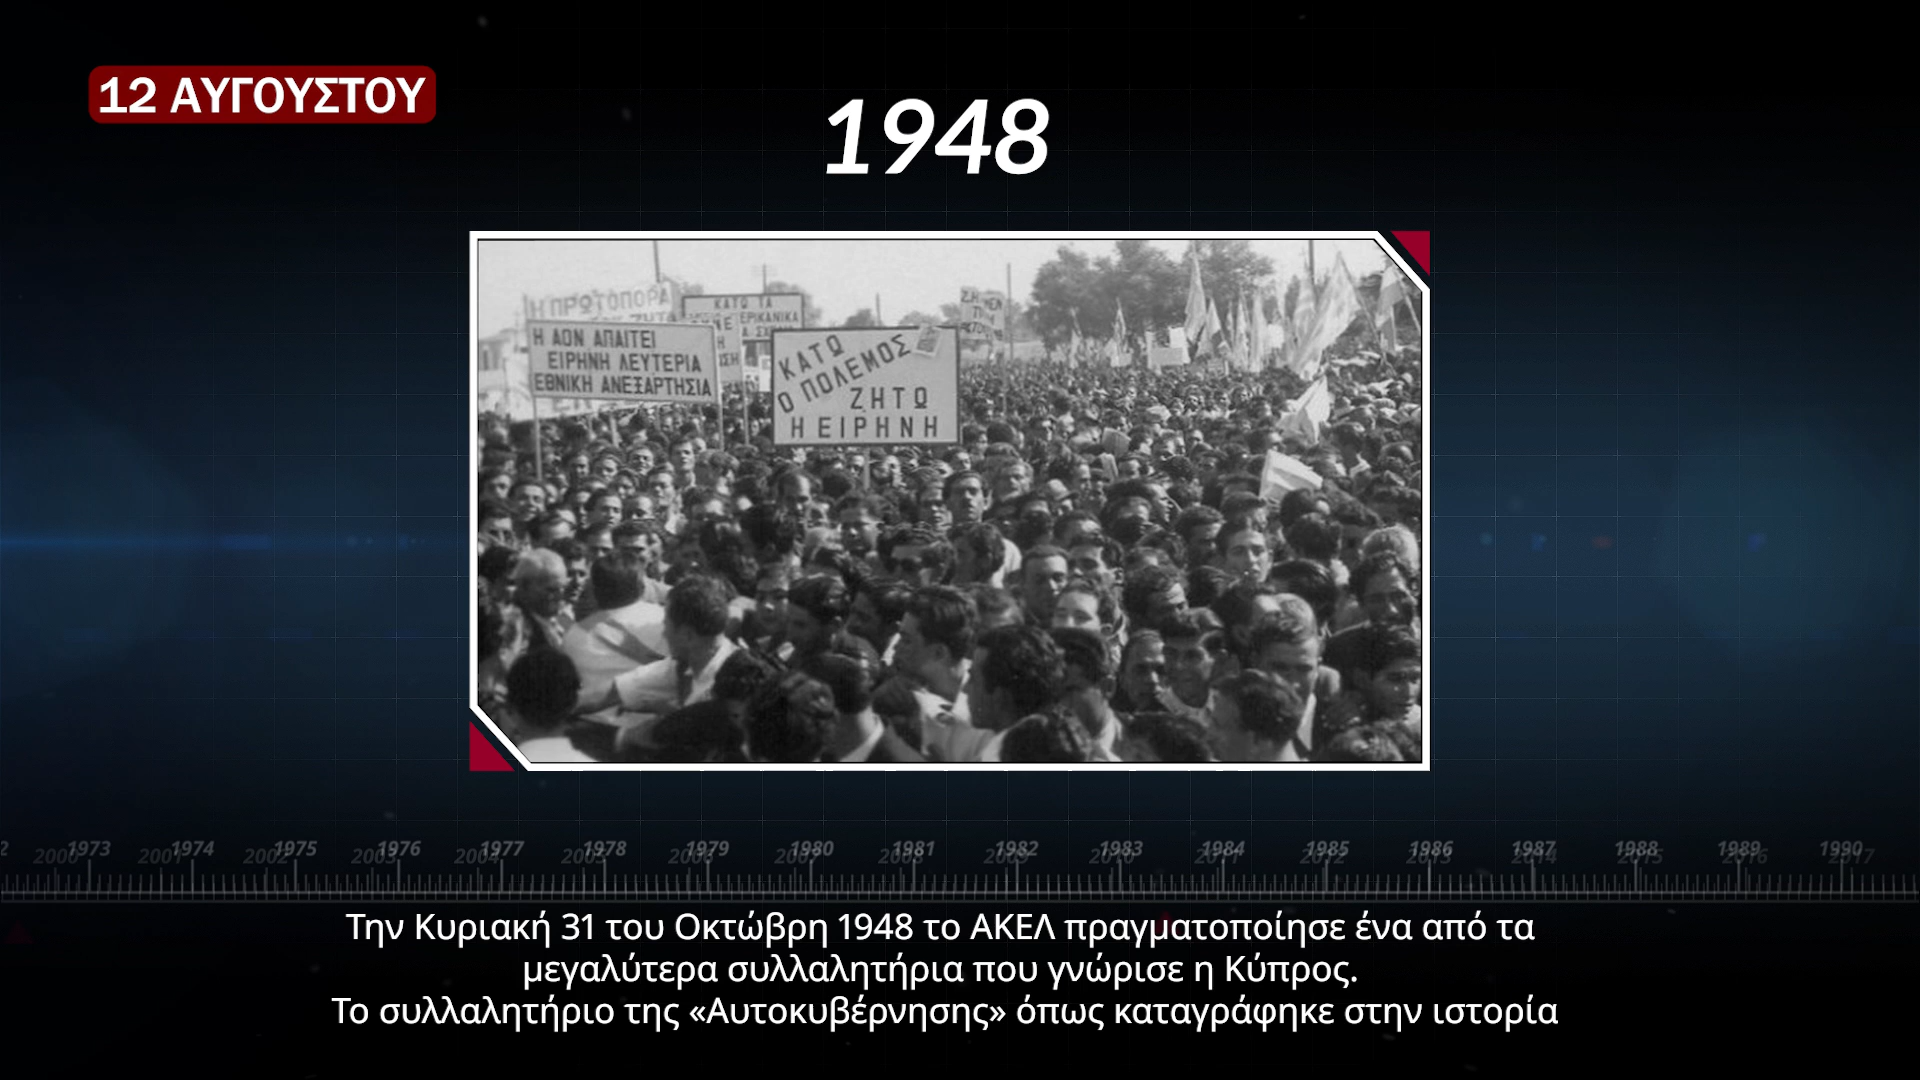 12 ΑΥΓΟΥΣΤΟΥ
1948
Η ΠΡΩΤΟΠΟΡΑ
ΚΑΤΩ ΤΑ
Η ΑΟΝ ΑΠΑΙΤΕΙ
ΕΙΡΗΝΗ ΛΕΥΤΕΡΙΑ
ΕΘΝΙΚΗ ΑΝΕΞΑΡΤΗΣΙΑ
ΚΑΤΩ
Ο ΠΟΛΕΜΟΣ
ΖΗΤΩ
Η ΕΙΡΗΝΗ
1973 1974 1975 1976 1977 1978 1979 1980 1981 1982 1983 1984 1985 1986 1987 1988 1989 1990
Την Κυριακή 31 του Οκτώβρη 1948 το ΑΚΕΛ πραγματοποίησε ένα από τα
μεγαλύτερα συλλαλητήρια που γνώρισε η Κύπρος.
Το συλλαλητήριο της «Αυτοκυβέρνησης» όπως καταγράφηκε στην ιστορία